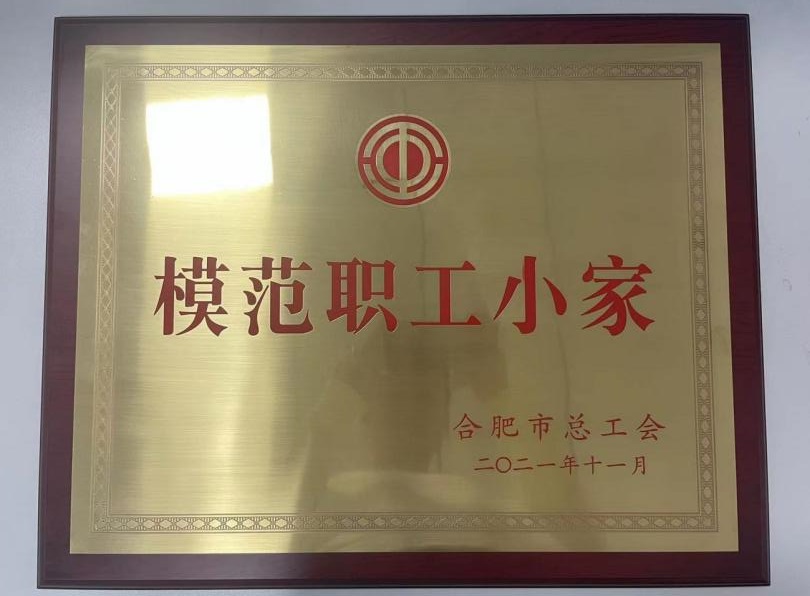 模范职工小家
合肥市总工会
二〇二一年十一月